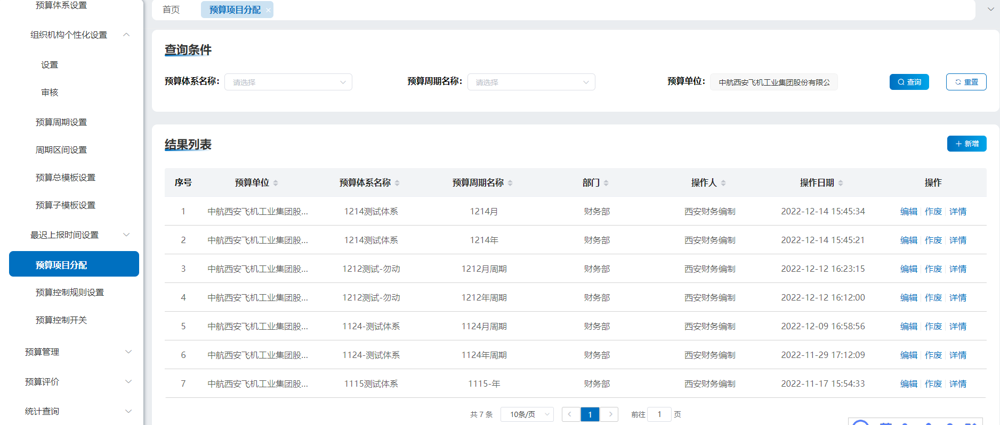 预算体系设置
组织机构个性化设置
设置
审核
预算周期设置
周期区间设置
预算总模板设置
预算子模板设置
最迟上报时间设置
预算项目分配
预算控制规则设置
预算控制开关
预算管理
预算评价
统计查询
首页 预算项目分配
查询条件
预算体系名称： 请选择 预算周期名称： 请选择 预算单位： 中航西安飞机工业集团股份有限公 查询 重置
结果列表 新增
序号 预算单位 预算体系名称 预算周期名称 部门 操作人 操作日期 操作
1 中航西安飞机工业集团股... 1214测试体系 1214月 财务部 西安财务编制 2022-12-14 15:45:34 编辑 作废 详情
2 中航西安飞机工业集团股... 1214测试体系 1214年 财务部 西安财务编制 2022-12-14 15:45:21 编辑 作废 详情
3 中航西安飞机工业集团股... 1212测试-勿动 1212月周期 财务部 西安财务编制 2022-12-12 16:23:15 编辑 作废 详情
4 中航西安飞机工业集团股... 1212测试-勿动 1212年周期 财务部 西安财务编制 2022-12-12 16:12:00 编辑 作废 详情
5 中航西安飞机工业集团股... 1124-测试体系 1124月周期 财务部 西安财务编制 2022-12-09 16:58:56 编辑 作废 详情
6 中航西安飞机工业集团股... 1124-测试体系 1124年周期 财务部 西安财务编制 2022-11-29 17:12:09 编辑 作废 详情
7 中航西安飞机工业集团股... 1115测试体系 1115-年 财务部 西安财务编制 2022-11-17 15:54:33 编辑 作废 详情
共 7 条 10条/页 1 前往 1 页